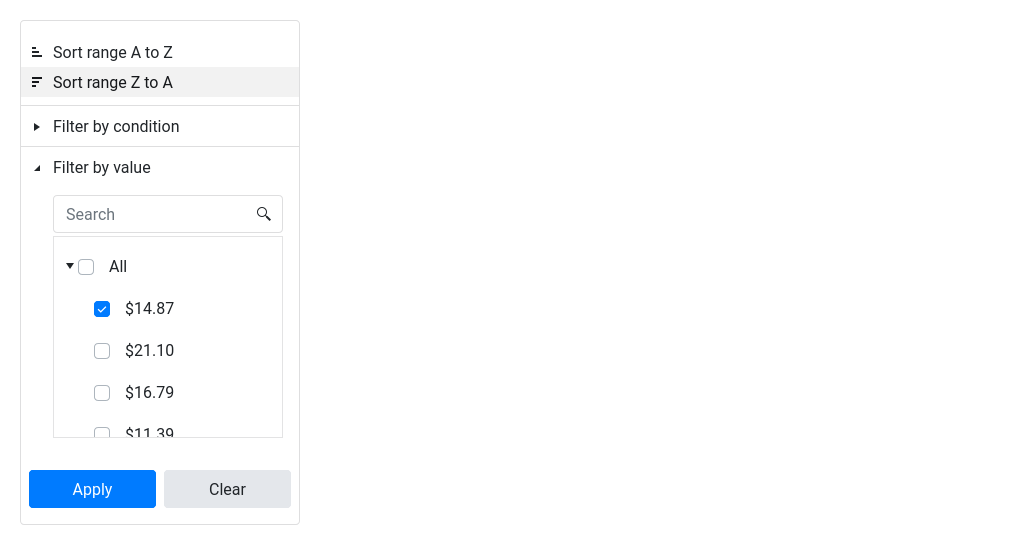 Sort range A to Z
Sort range Z to A
Filter by condition
Filter by value
Search
All
$14.87
$21.10
$16.79
$11.39
Apply
Clear